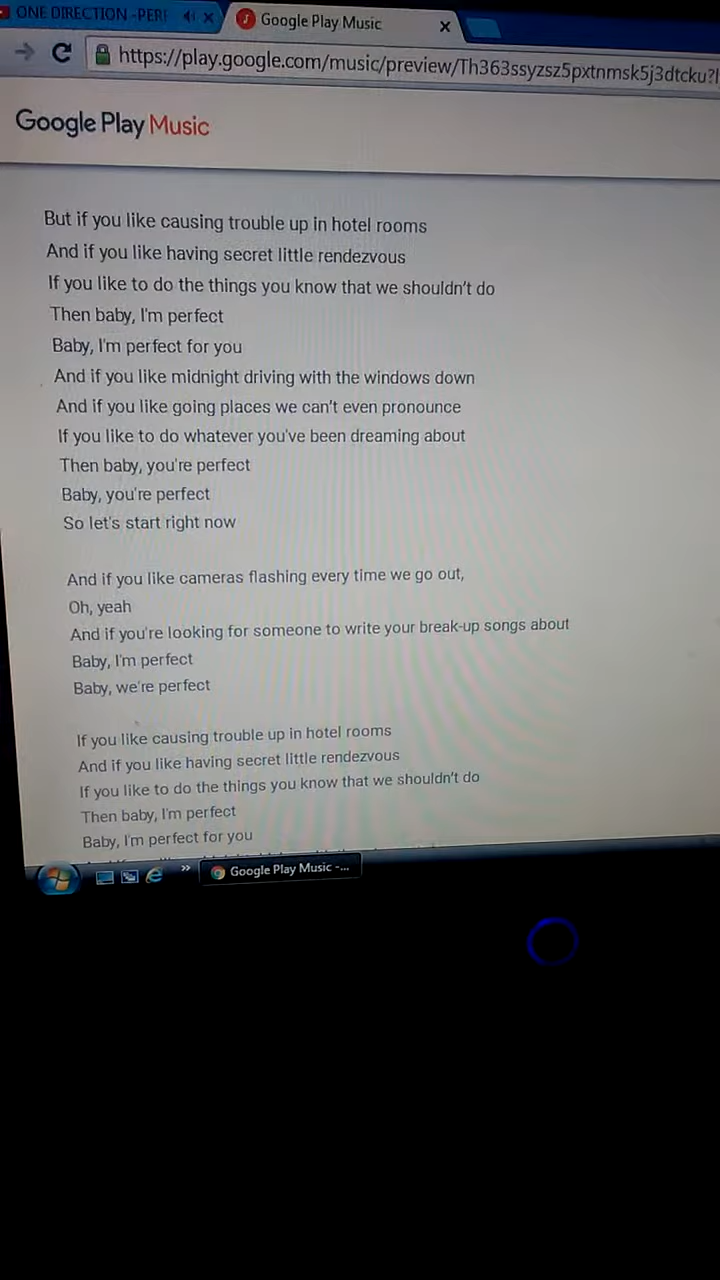 ONE DIRECTION -PERF
Google Play Music
https://play.google.com/music/preview/Th363ssyzsz5pxtnmsk5j3dtcku?l
Google Play Music
But if you like causing trouble up in hotel rooms
And if you like having secret little rendezvous
If you like to do the things you know that we shouldn't do
Then baby, I'm perfect
Baby, I'm perfect for you
And if you like midnight driving with the windows down
And if you like going places we can't even pronounce
If you like to do whatever you've been dreaming about
Then baby, you're perfect
Baby, you're perfect
So let's start right now
And if you like cameras flashing every time we go out,
Oh, yeah
And if you're looking for someone to write your break-up songs about
Baby, I'm perfect
Baby, we're perfect
If you like causing trouble up in hotel rooms
And if you like having secret little rendezvous
If you like to do the things you know that we shouldn't do
Then baby, I'm perfect
Baby, I'm perfect for you
Google Play Music -...